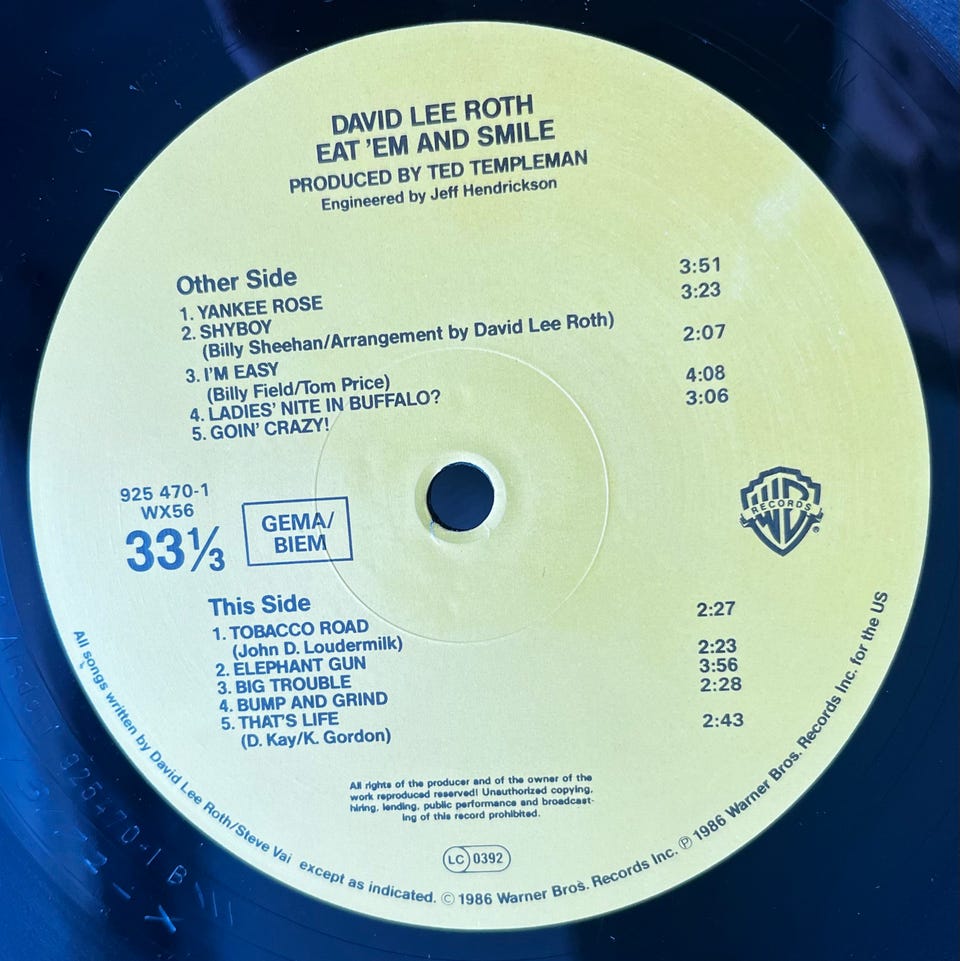 DAVID LEE ROTH
EAT 'EM AND SMILE
PRODUCED BY TED TEMPLEMAN
Engineered by Jeff Hendrickson
Other Side
1. YANKEE ROSE 3:51
2. SHYBOY 3:23
(Billy Sheehan/Arrangement by David Lee Roth)
3. I'M EASY 2:07
(Billy Field/Tom Price)
4. LADIES' NITE IN BUFFALO? 4:08
5. GOIN' CRAZY! 3:06
925 470-1
WX56
33⅓
GEMA/
BIEM
RECORDS
This Side
1. TOBACCO ROAD 2:27
(John D. Loudermilk)
2. ELEPHANT GUN 2:23
3. BIG TROUBLE 3:56
4. BUMP AND GRIND 2:28
5. THAT'S LIFE 2:43
(D. Kay/K. Gordon)
All rights of the producer and of the owner of the
work reproduced reserved! Unauthorized copying,
hiring, lending, public performance and broadcast-
ing of this record prohibited.
LC 0392
All songs written by David Lee Roth/Steve Vai except as indicated. © 1986 Warner Bros. Records Inc. ℗ 1986 Warner Bros. Records Inc. for the US